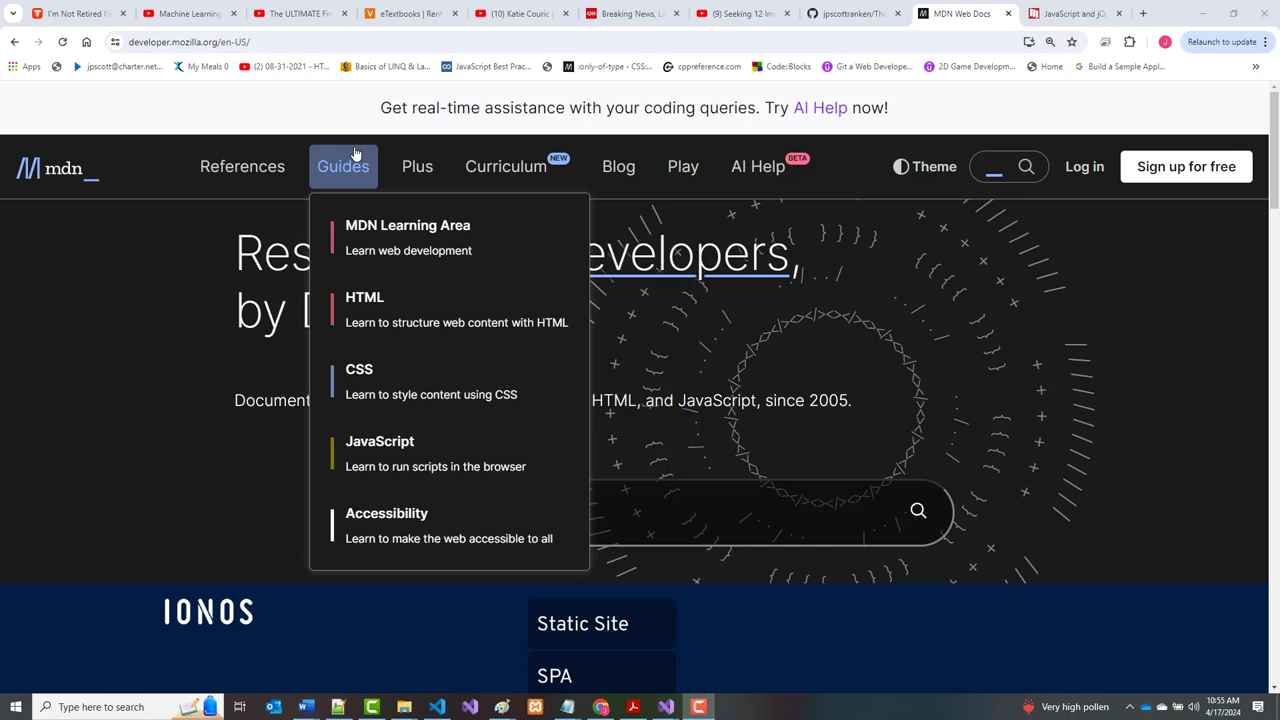 I'm Not Retired I'm
Machine Learning
The ULTIMATE Fir
eTextbooks | Ren
(10) Katie Couric J
Breaking News, L
(9) Seeking 12 Im
jpscottranken/The
MDN Web Docs
JavaScript and jQ
developer.mozilla.org/en-US/
Relaunch to update
Apps
jpscott@charter.net...
My Meals 0
(2) 08-31-2021 - HT...
Basics of LINQ & La...
JavaScript Best Prac...
:only-of-type - CSS:...
cppreference.com
Code::Blocks
Git a Web Develope...
2D Game Developm...
Home
Build a Sample Appl...
Get real-time assistance with your coding queries. Try AI Help now!
mdn_
References
Guides
Plus
Curriculum NEW
Blog
Play
AI Help BETA
Theme
Log in
Sign up for free
MDN Learning Area
Learn web development
HTML
Learn to structure web content with HTML
CSS
Learn to style content using CSS
JavaScript
Learn to run scripts in the browser
Accessibility
Learn to make the web accessible to all
Res evelopers,
by
Document HTML, and JavaScript, since 2005.
IONOS
Static Site
SPA
Type here to search
Very high pollen
10:55 AM
4/17/2024